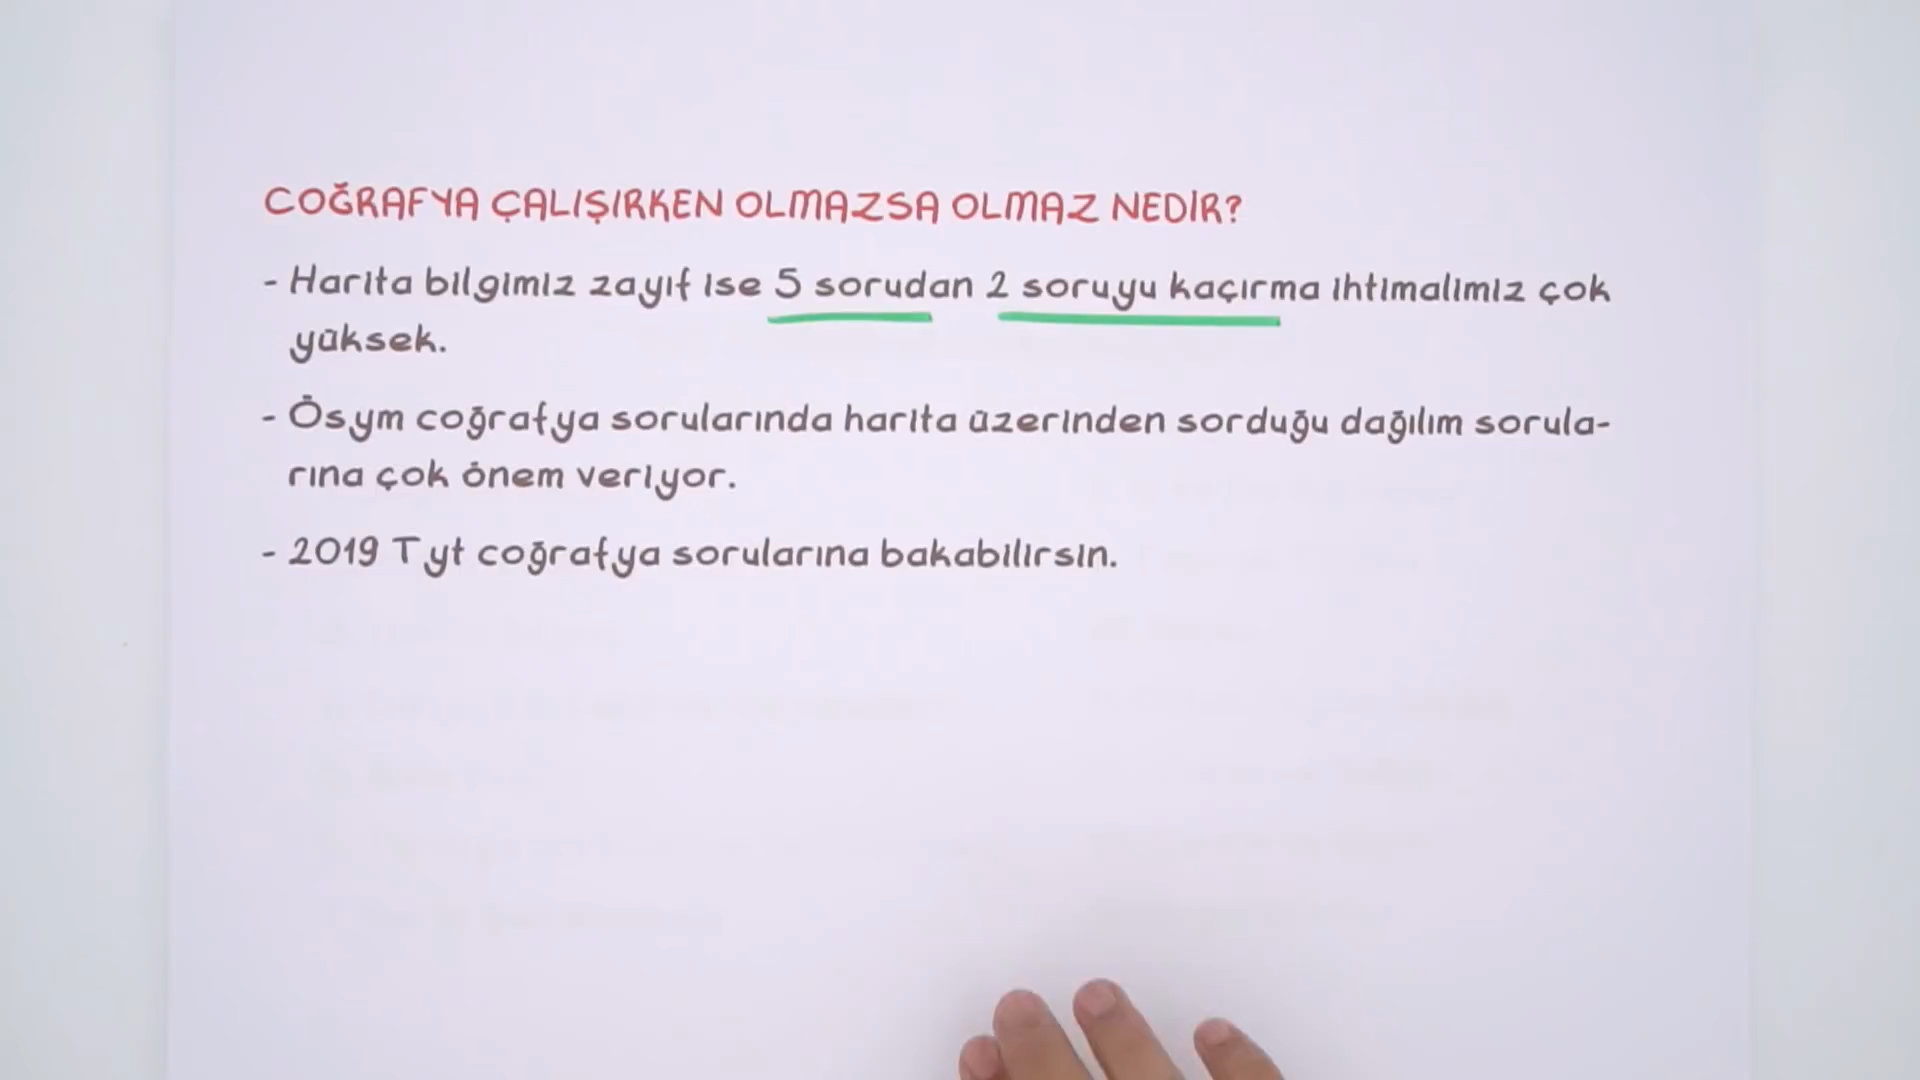 COĞRAFYA ÇALIŞIRKEN OLMAZSA OLMAZ NEDİR?
- Harita bilgimiz zayıf ise 5 sorudan 2 soruyu kaçırma ihtimalimiz çok
yüksek.
- Ösym coğrafya sorularında harita üzerinden sorduğu dağılım sorula-
rına çok önem veriyor.
- 2019 Tyt coğrafya sorularına bakabilirsin.